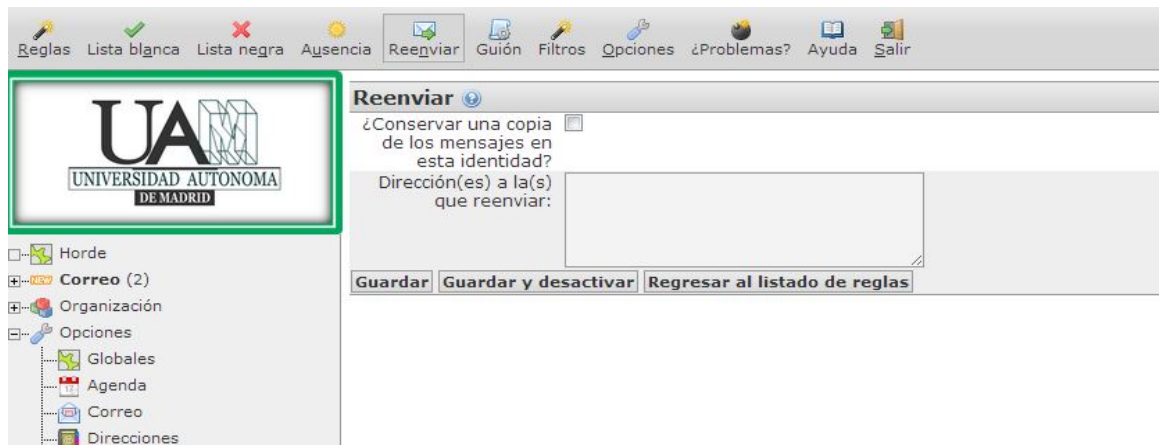 Reglas Lista blanca Lista negra Ausencia Reenviar Guión Filtros Opciones ¿Problemas? Ayuda Salir
UAM
UNIVERSIDAD AUTONOMA
DE MADRID
Reenviar
¿Conservar una copia
de los mensajes en
esta identidad?
Dirección(es) a la(s)
que reenviar:
Guardar Guardar y desactivar Regresar al listado de reglas
Horde
Correo (2)
Organización
Opciones
Globales
Agenda
Correo
Direcciones